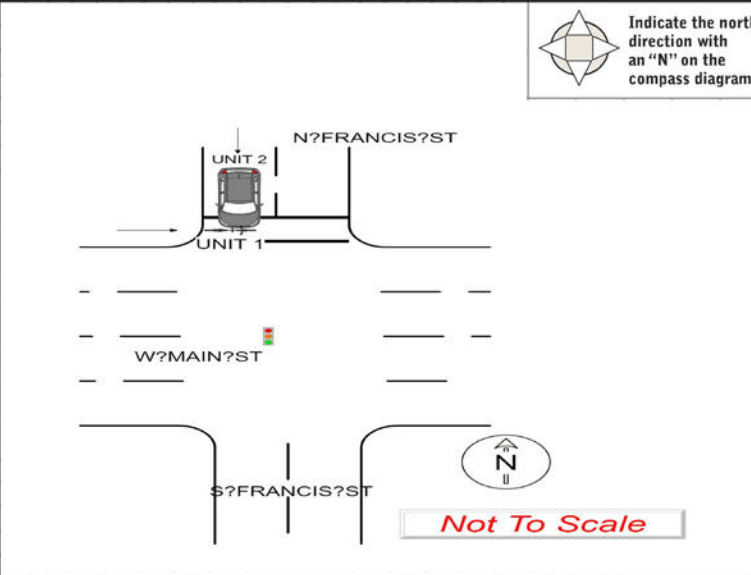 Indicate the north
direction with
an “N” on the
compass diagram
N?FRANCIS?ST
UNIT 2
UNIT 1
W?MAIN?ST
N
S?FRANCIS?ST
Not To Scale